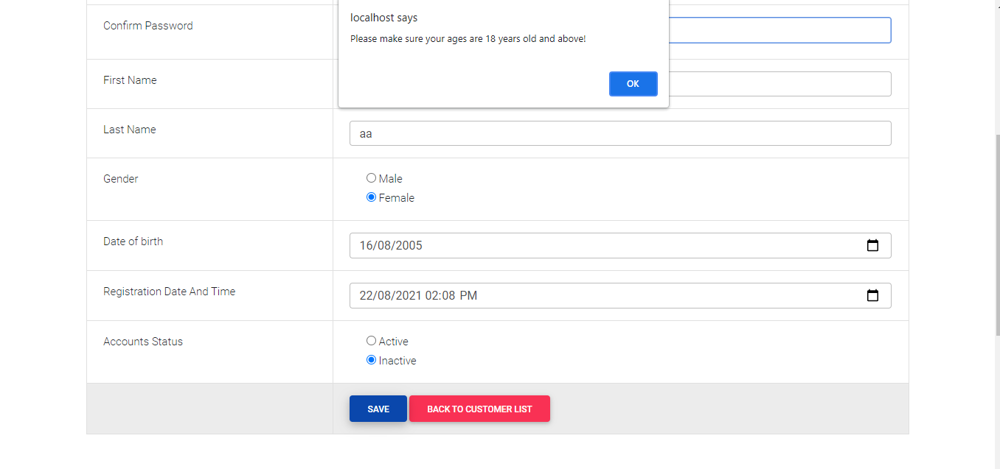 localhost says
Please make sure your ages are 18 years old and above!
OK
Confirm Password
First Name
Last Name
aa
Gender
Male
Female
Date of birth
16/08/2005
Registration Date And Time
22/08/2021 02:08 PM
Accounts Status
Active
Inactive
SAVE
BACK TO CUSTOMER LIST